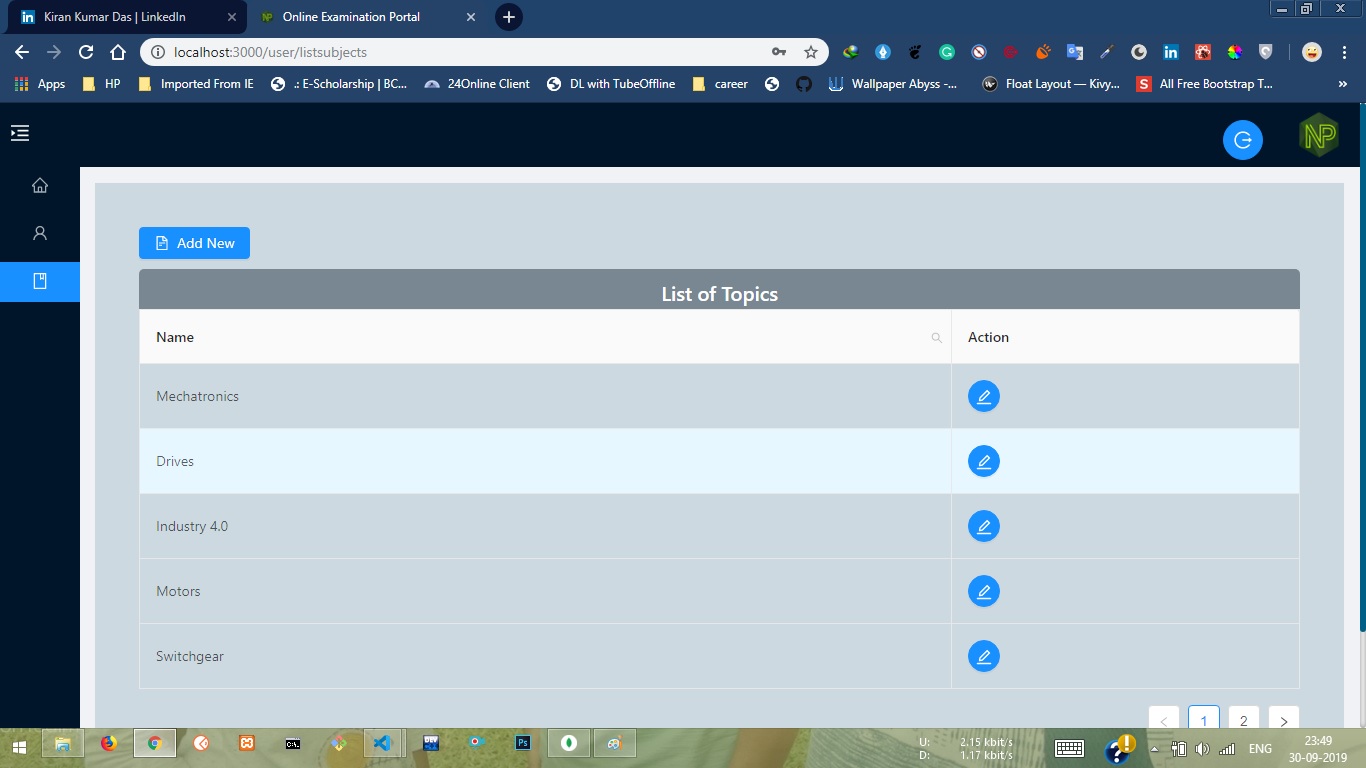 Kiran Kumar Das | LinkedIn
Online Examination Portal
localhost:3000/user/listsubjects
Apps
HP
Imported From IE
.: E-Scholarship | BC...
24Online Client
DL with TubeOffline
career
Wallpaper Abyss -...
Float Layout — Kivy...
S
All Free Bootstrap T...
»
NP
Add New
List of Topics
Name
Action
Mechatronics
Drives
Industry 4.0
Motors
Switchgear
< 1 2 >
U: 2.15 kbit/s
D: 1.17 kbit/s
ENG
23:49
30-09-2019